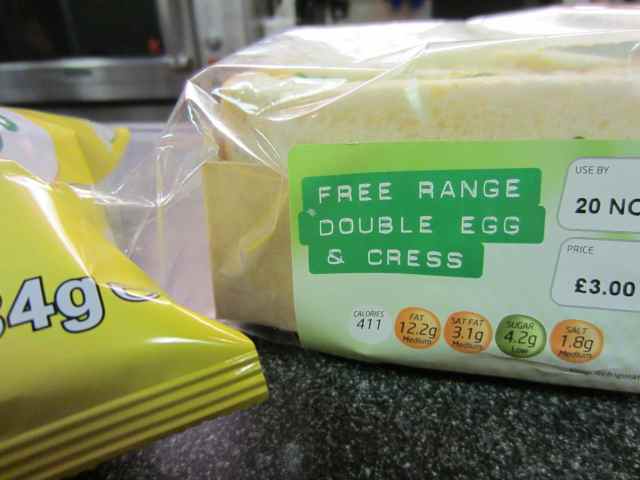 FREE RANGE
DOUBLE EGG
& CRESS
USE BY
20 NO
PRICE
£3.00
CALORIES
411
FAT
12.2g
Medium
SAT FAT
3.1g
Medium
SUGAR
4.2g
Low
SALT
1.8g
Medium
4g